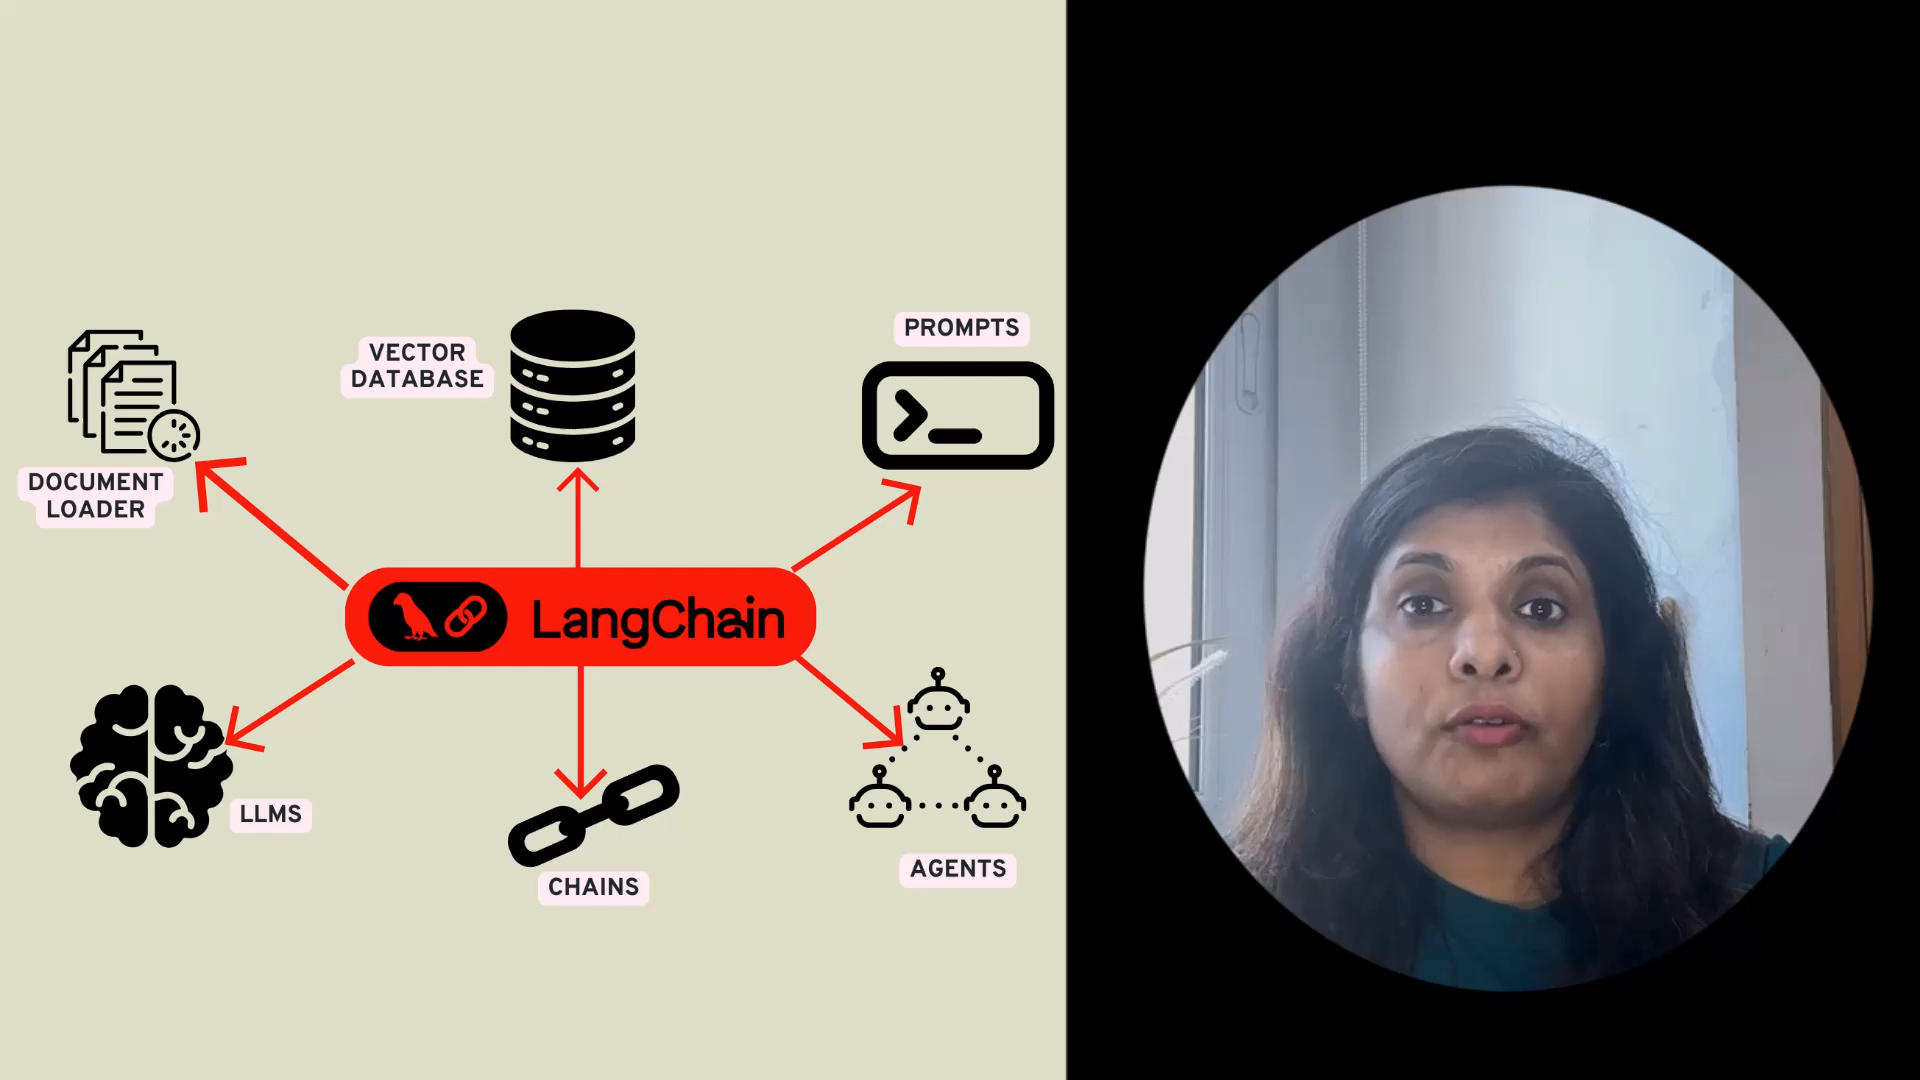 PROMPTS
VECTOR
DATABASE
DOCUMENT
LOADER
LangChain
LLMS
CHAINS
AGENTS